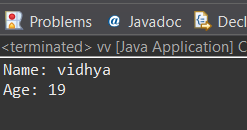 Problems @ Javadoc Decl
<terminated> vv [Java Application] C
Name: vidhya
Age: 19